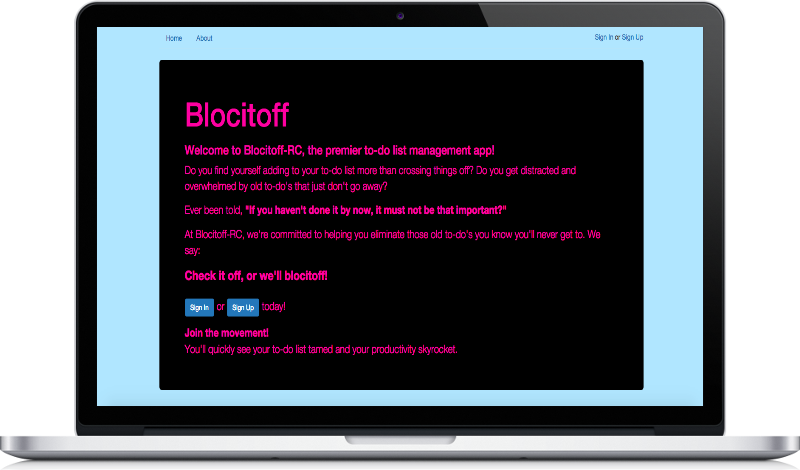 Home About Sign In or Sign Up
Blocitoff
Welcome to Blocitoff-RC, the premier to-do list management app!
Do you find yourself adding to your to-do list more than crossing things off? Do you get distracted and
overwhelmed by old to-do's that just don't go away?
Ever been told, "If you haven't done it by now, it must not be that important?"
At Blocitoff-RC, we're committed to helping you eliminate those old to-do's you know you'll never get to. We
say:
Check it off, or we'll blocitoff!
Sign In or Sign Up today!
Join the movement!
You'll quickly see your to-do list tamed and your productivity skyrocket.